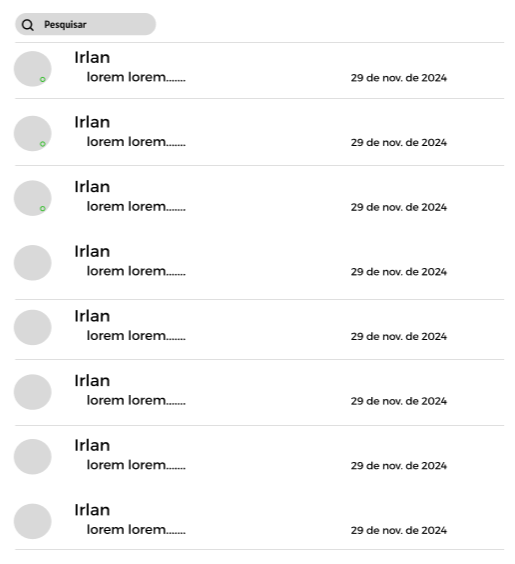 Pesquisar
Irlan
lorem lorem.......
29 de nov. de 2024
Irlan
lorem lorem.......
29 de nov. de 2024
Irlan
lorem lorem.......
29 de nov. de 2024
Irlan
lorem lorem.......
29 de nov. de 2024
Irlan
lorem lorem.......
29 de nov. de 2024
Irlan
lorem lorem.......
29 de nov. de 2024
Irlan
lorem lorem.......
29 de nov. de 2024
Irlan
lorem lorem.......
29 de nov. de 2024